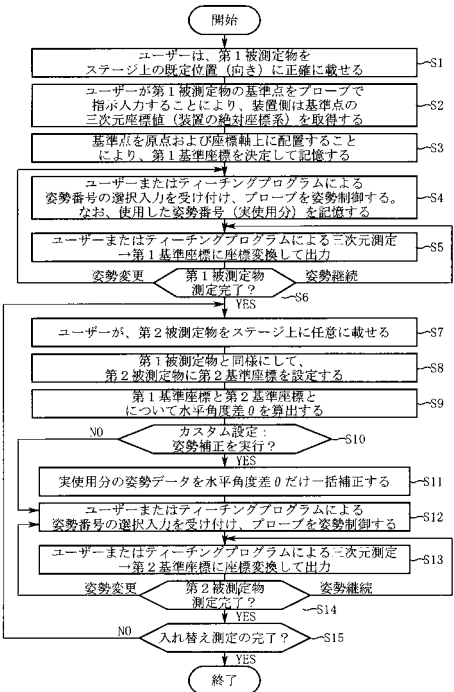 開始
ユーザーは、第1被測定物を
ステージ上の既定位置(向き)に正確に載せる
S1
ユーザーが第1被測定物の基準点をプローブで
指示入力することにより、装置側は基準点の
三次元座標値(装置の絶対座標系)を取得する
S2
基準点を原点および座標軸上に配置すること
により、第1基準座標を決定して記憶する
S3
ユーザーまたはティーチングプログラムによる
姿勢番号の選択入力を受け付け、プローブを姿勢制御する。
なお、使用した姿勢番号(実使用分)を記憶する
S4
ユーザーまたはティーチングプログラムによる三次元測定
→第1基準座標に座標変換して出力
S5
姿勢変更
第1被測定物
測定完了?
姿勢継続
S6
YES
ユーザーが、第2被測定物をステージ上に任意に載せる
S7
第1被測定物と同様にして、
第2被測定物に第2基準座標を設定する
S8
第1基準座標と第2基準座標と
について水平角度差θを算出する
S9
NO
カスタム設定:
姿勢補正を実行?
S10
YES
実使用分の姿勢データを水平角度差θだけ一括補正する
S11
ユーザーまたはティーチングプログラムによる
姿勢番号の選択入力を受け付け、プローブを姿勢制御する
S12
ユーザーまたはティーチングプログラムによる三次元測定
→第2基準座標に座標変換して出力
S13
姿勢変更
第2被測定物
測定完了?
姿勢継続
S14
YES
NO
入れ替え測定の完了?
S15
YES
終了